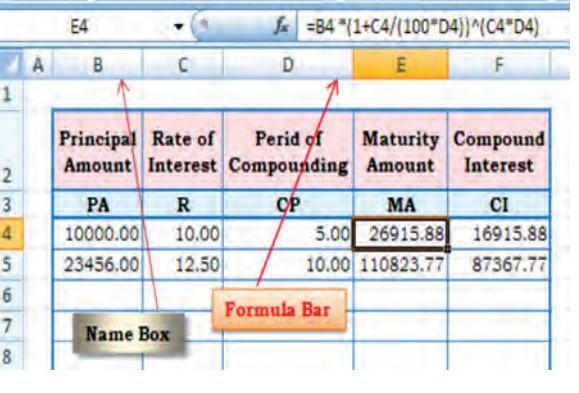 E4 fx =B4 *(1+C4/(100*D4))^(C4*D4)
A B C D E F
1
2 Principal Amount Rate of Interest Perid of Compounding Maturity Amount Compound Interest
3 PA R CP MA CI
4 10000.00 10.00 5.00 26915.88 16915.88
5 23456.00 12.50 10.00 110823.77 87367.77
6
Formula Bar
7
Name Box
8